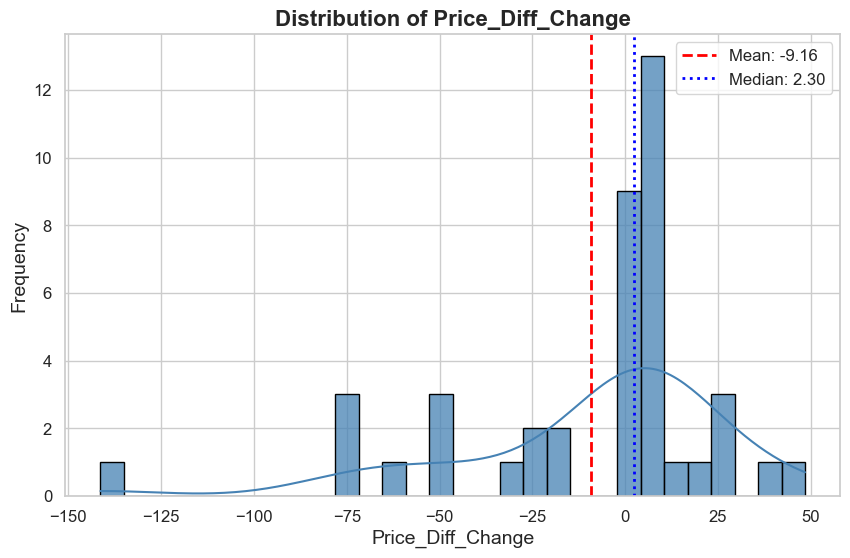 Distribution of Price_Diff_Change
Mean: -9.16
Median: 2.30
Frequency
12
10
8
6
4
2
0
−150 −125 −100 −75 −50 −25 0 25 50
Price_Diff_Change